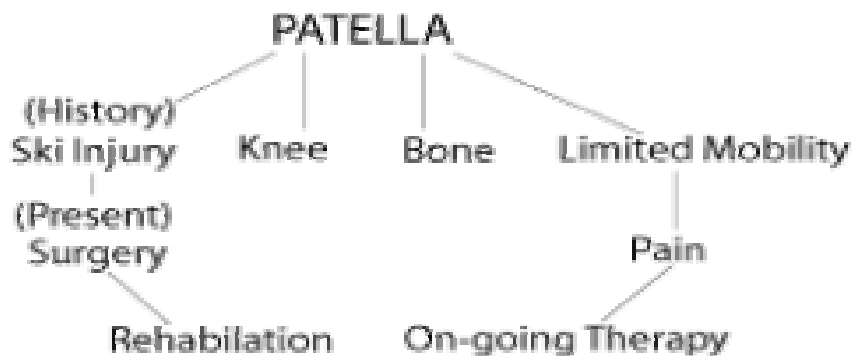 PATELLA
(History)
Ski Injury Knee Bone Limited Mobility
(Present)
Surgery Pain
Rehabilation On-going Therapy